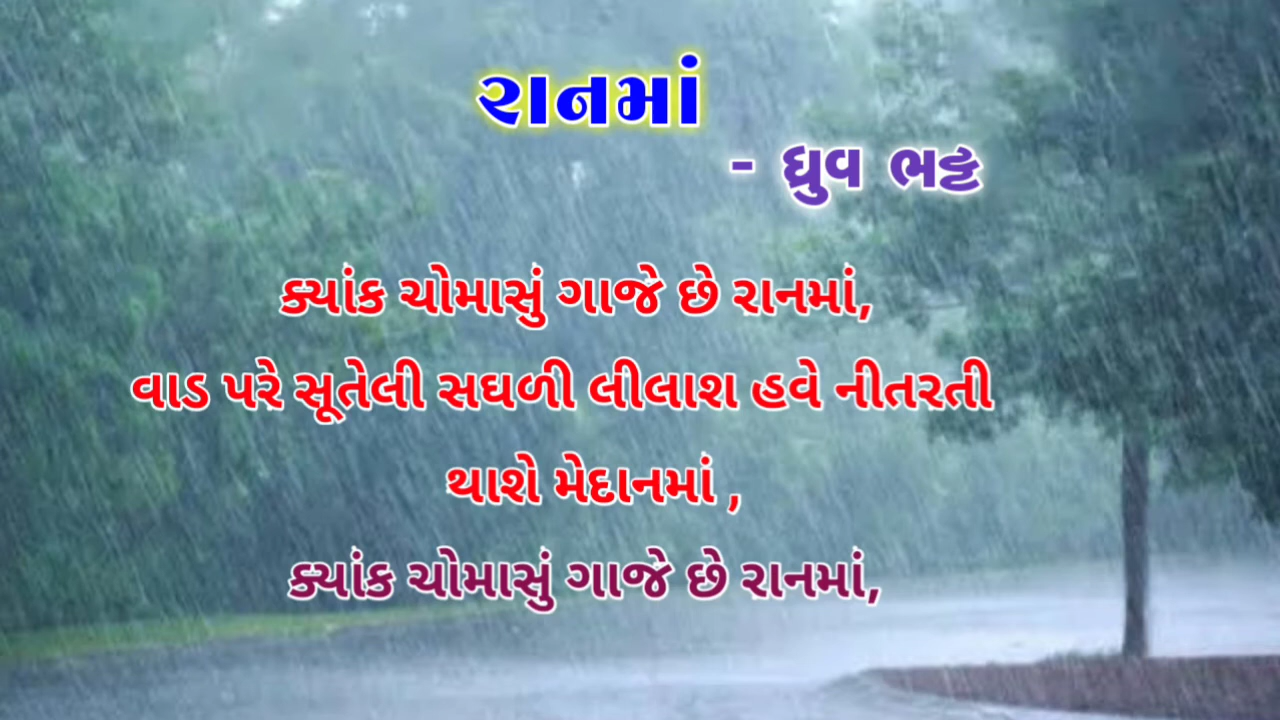 રાનમાં
- ધ્રુવ ભટ્ટ
ક્યાંક ચોમાસું ગાજે છે રાનમાં,
વાડ પરે સૂતેલી સઘળી લીલાશ હવે નીતરતી
થાશે મેદાનમાં ,
ક્યાંક ચોમાસું ગાજે છે રાનમાં,